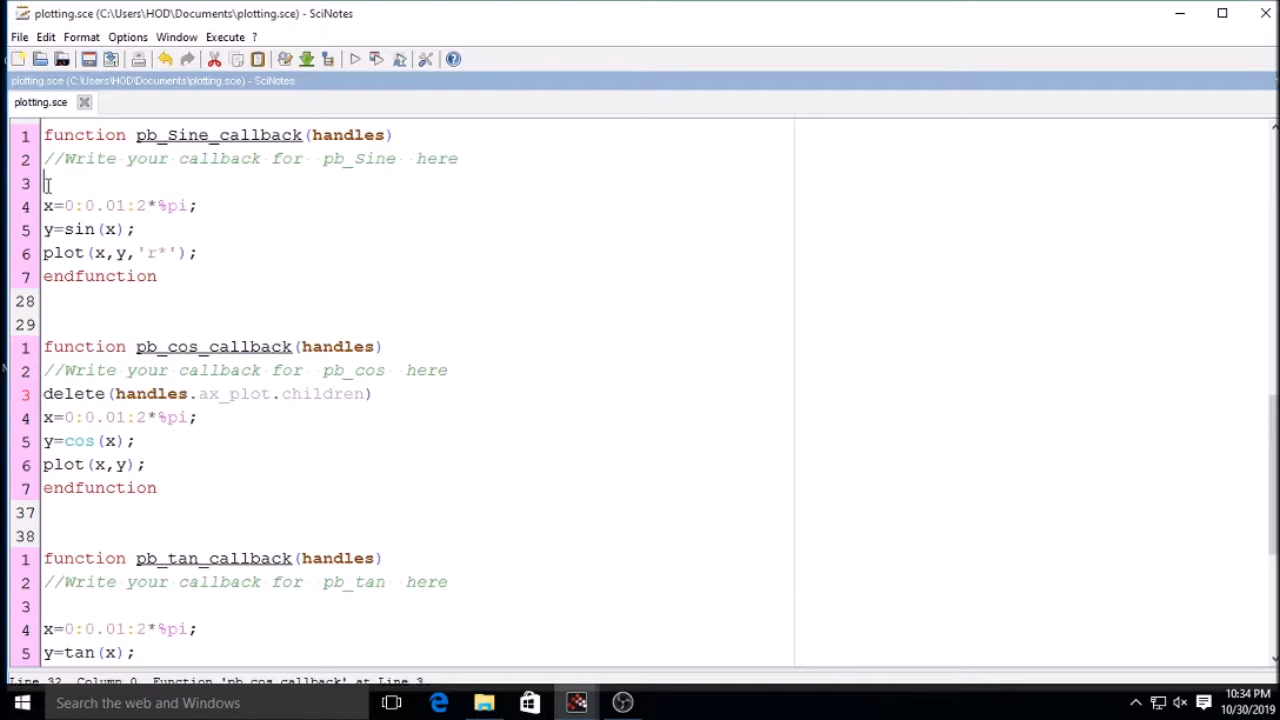 plotting.sce (C:\Users\HOD\Documents\plotting.sce) - SciNotes
File Edit Format Options Window Execute ?
plotting.sce (C:\Users\HOD\Documents\plotting.sce) - SciNotes
plotting.sce
1 function pb_Sine_callback(handles)
2 //Write your callback for pb_Sine here
3
4 x=0:0.01:2*%pi;
5 y=sin(x);
6 plot(x,y,'r*');
7 endfunction
28
29
1 function pb_cos_callback(handles)
2 //Write your callback for pb_cos here
3 delete(handles.ax_plot.children)
4 x=0:0.01:2*%pi;
5 y=cos(x);
6 plot(x,y);
7 endfunction
37
38
1 function pb_tan_callback(handles)
2 //Write your callback for pb_tan here
3
4 x=0:0.01:2*%pi;
5 y=tan(x);
Line 32, Column 0. Function 'pb_cos_callback' at Line 3.
Search the web and Windows
10:34 PM
10/30/2019